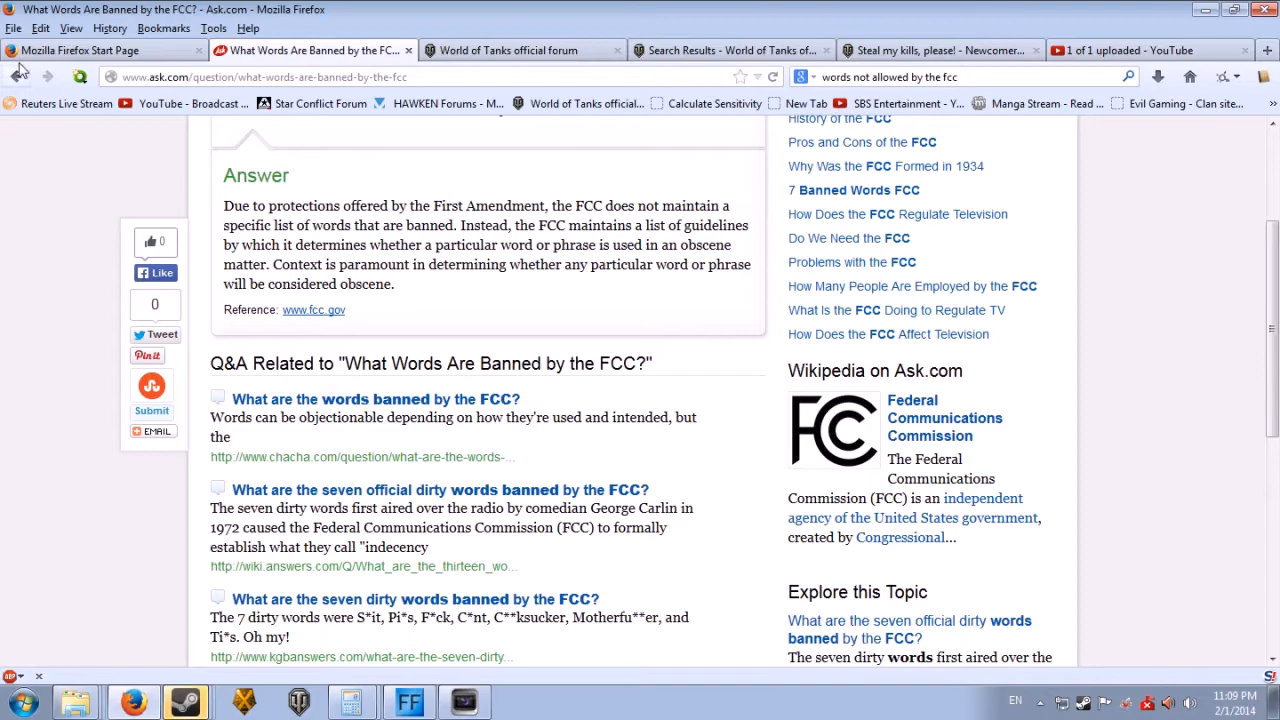 What Words Are Banned by the FCC? - Ask.com - Mozilla Firefox
File Edit View History Bookmarks Tools Help
Mozilla Firefox Start Page
What Words Are Banned by the FC...
World of Tanks official forum
Search Results - World of Tanks of...
Steal my kills, please! - Newcomer...
1 of 1 uploaded - YouTube
www.ask.com/question/what-words-are-banned-by-the-fcc
words not allowed by the fcc
Reuters Live Stream
YouTube - Broadcast ...
Star Conflict Forum
HAWKEN Forums - M...
World of Tanks official...
Calculate Sensitivity
New Tab
SBS Entertainment - Y...
Manga Stream - Read ...
Evil Gaming - Clan site...
Answer
Due to protections offered by the First Amendment, the FCC does not maintain a
specific list of words that are banned. Instead, the FCC maintains a list of guidelines
by which it determines whether a particular word or phrase is used in an obscene
matter. Context is paramount in determining whether any particular word or phrase
will be considered obscene.
Reference: www.fcc.gov
0
Like
0
Tweet
Pin it
Submit
EMAIL
Q&A Related to "What Words Are Banned by the FCC?"
What are the words banned by the FCC?
Words can be objectionable depending on how they're used and intended, but
the
http://www.chacha.com/question/what-are-the-words-...
What are the seven official dirty words banned by the FCC?
The seven dirty words first aired over the radio by comedian George Carlin in
1972 caused the Federal Communications Commission (FCC) to formally
establish what they call "indecency
http://wiki.answers.com/Q/What_are_the_thirteen_wo...
What are the seven dirty words banned by the FCC?
The 7 dirty words were S*it, Pi*s, F*ck, C*nt, C**ksucker, Motherfu**er, and
Ti*s. Oh my!
http://www.kgbanswers.com/what-are-the-seven-dirty...
History of the FCC
Pros and Cons of the FCC
Why Was the FCC Formed in 1934
7 Banned Words FCC
How Does the FCC Regulate Television
Do We Need the FCC
Problems with the FCC
How Many People Are Employed by the FCC
What Is the FCC Doing to Regulate TV
How Does the FCC Affect Television
Wikipedia on Ask.com
FCC
Federal
Communications
Commission
The Federal
Communications
Commission (FCC) is an independent
agency of the United States government,
created by Congressional...
Explore this Topic
What are the seven official dirty words
banned by the FCC?
The seven dirty words first aired over the
ABP
FF
EN
11:09 PM
2/1/2014